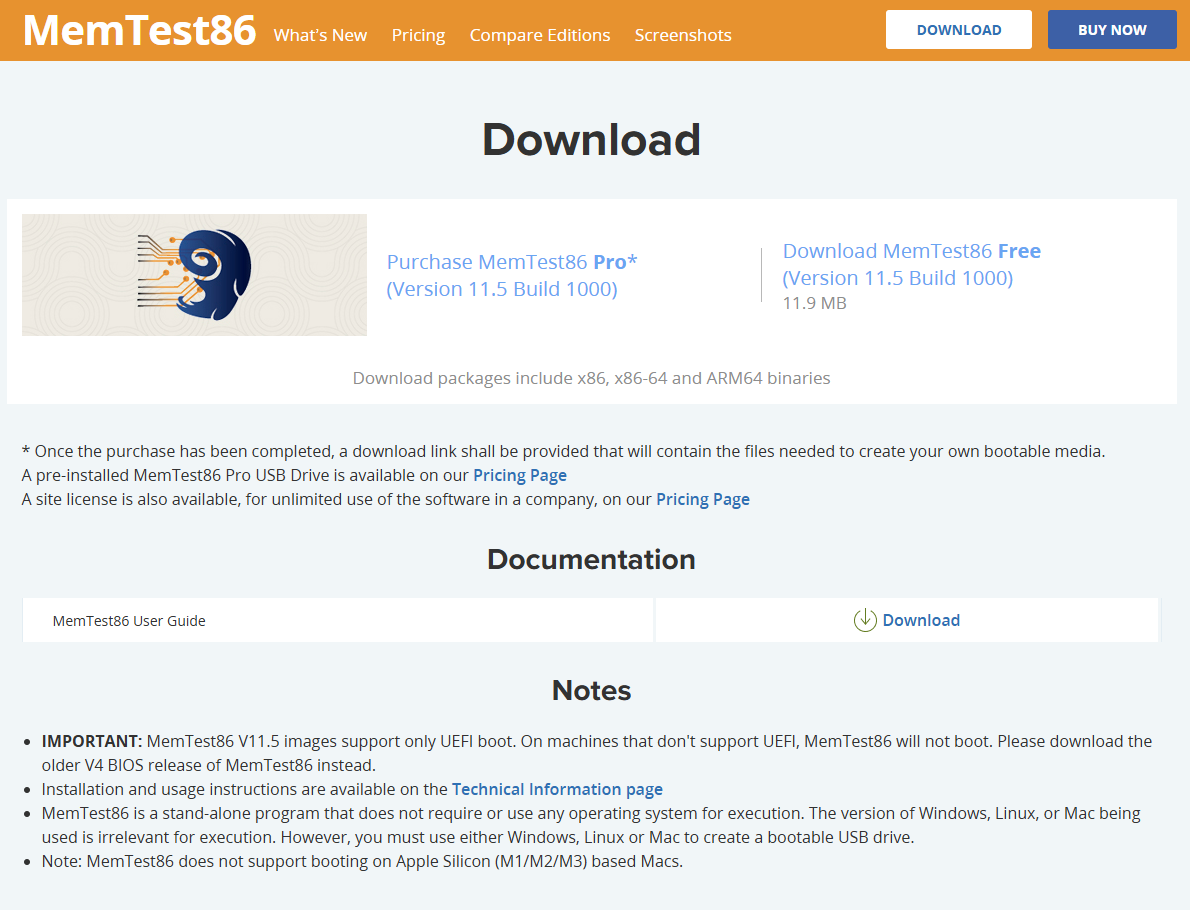 MemTest86 What's New Pricing Compare Editions Screenshots DOWNLOAD BUY NOW
Download
Purchase MemTest86 Pro*
(Version 11.5 Build 1000)
Download MemTest86 Free
(Version 11.5 Build 1000)
11.9 MB
Download packages include x86, x86-64 and ARM64 binaries
* Once the purchase has been completed, a download link shall be provided that will contain the files needed to create your own bootable media.
A pre-installed MemTest86 Pro USB Drive is available on our Pricing Page
A site license is also available, for unlimited use of the software in a company, on our Pricing Page
Documentation
MemTest86 User Guide Download
Notes
• IMPORTANT: MemTest86 V11.5 images support only UEFI boot. On machines that don't support UEFI, MemTest86 will not boot. Please download the
older V4 BIOS release of MemTest86 instead.
• Installation and usage instructions are available on the Technical Information page
• MemTest86 is a stand-alone program that does not require or use any operating system for execution. The version of Windows, Linux, or Mac being
used is irrelevant for execution. However, you must use either Windows, Linux or Mac to create a bootable USB drive.
• Note: MemTest86 does not support booting on Apple Silicon (M1/M2/M3) based Macs.